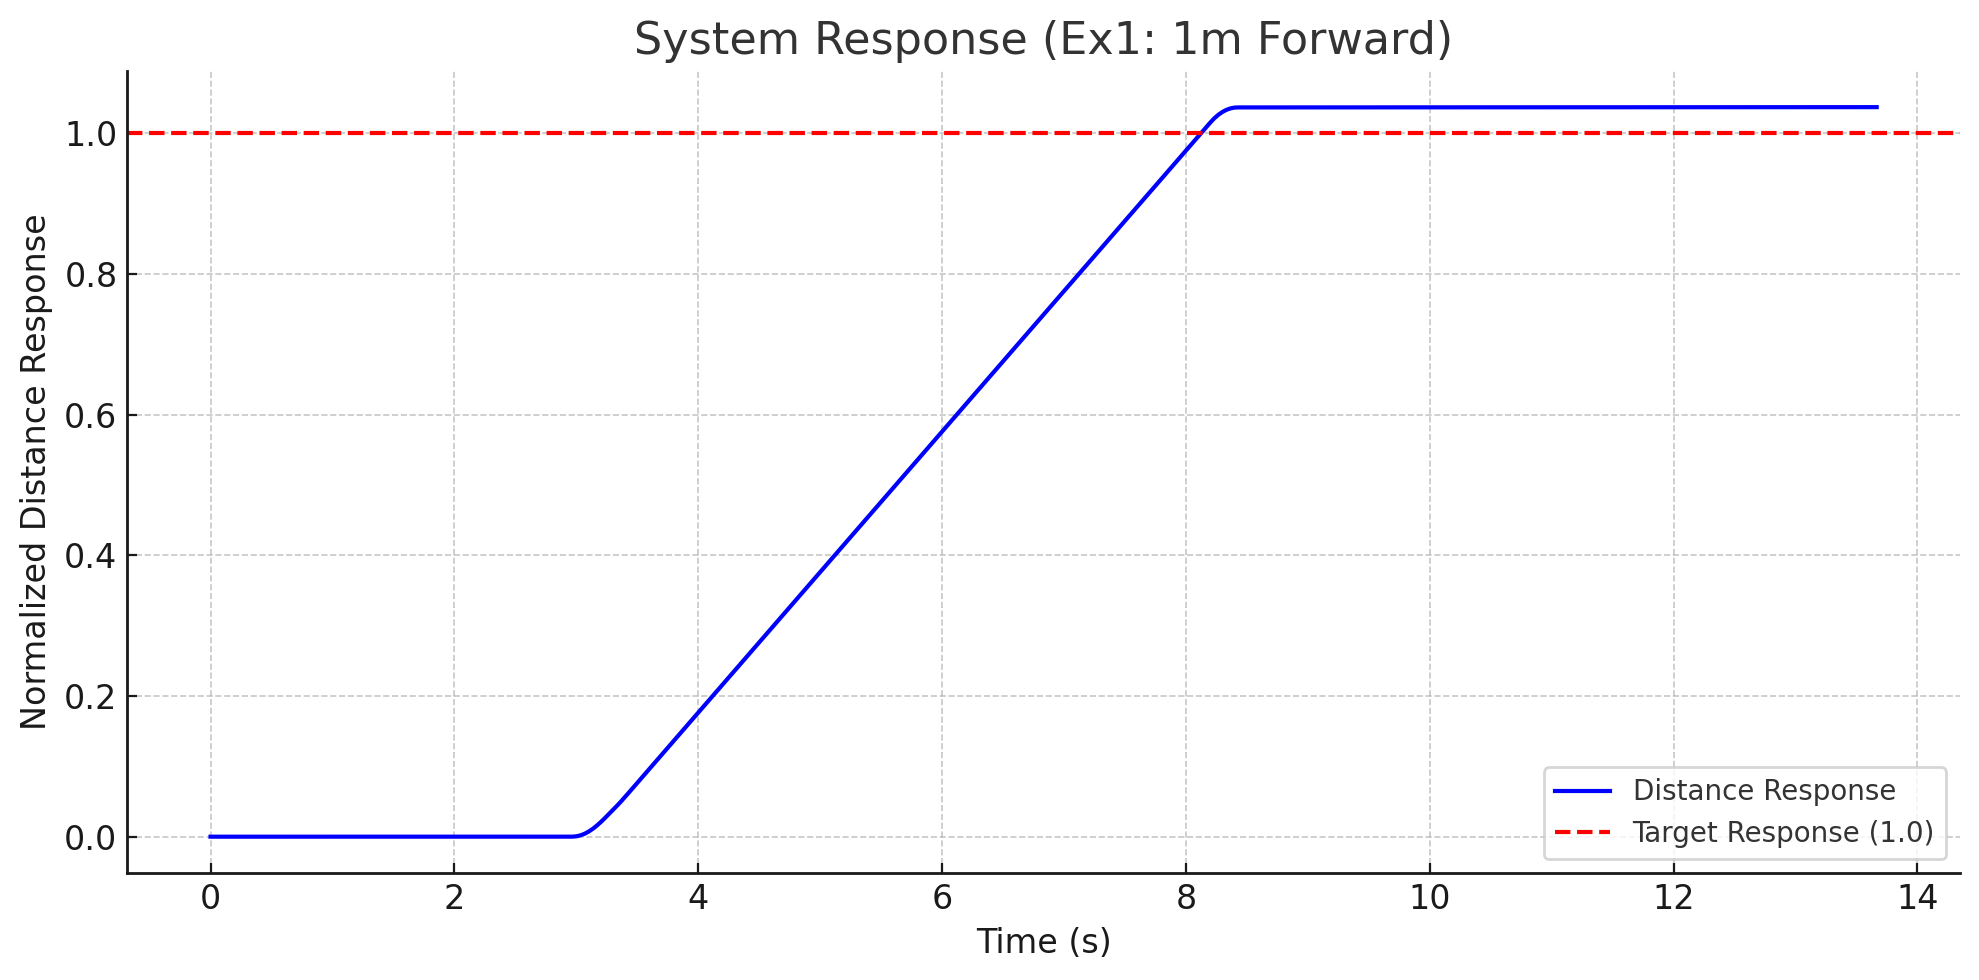 System Response (Ex1: 1m Forward)
Normalized Distance Response
1.0
0.8
0.6
0.4
0.2
0.0
Distance Response
Target Response (1.0)
0 2 4 6 8 10 12 14
Time (s)